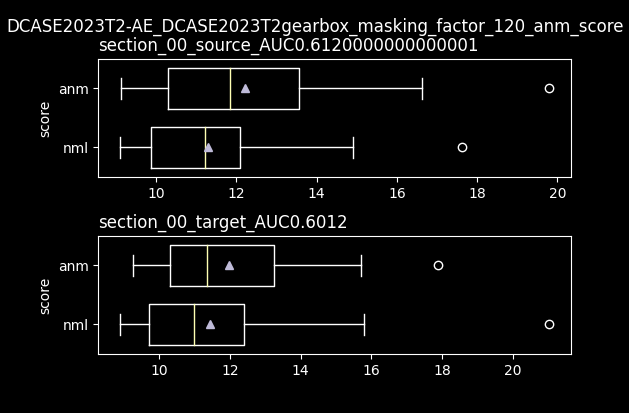 DCASE2023T2-AE_DCASE2023T2gearbox_masking_factor_120_anm_score
section_00_source_AUC0.6120000000000001
anm
nml
score
10 12 14 16 18 20
section_00_target_AUC0.6012
anm
nml
score
10 12 14 16 18 20